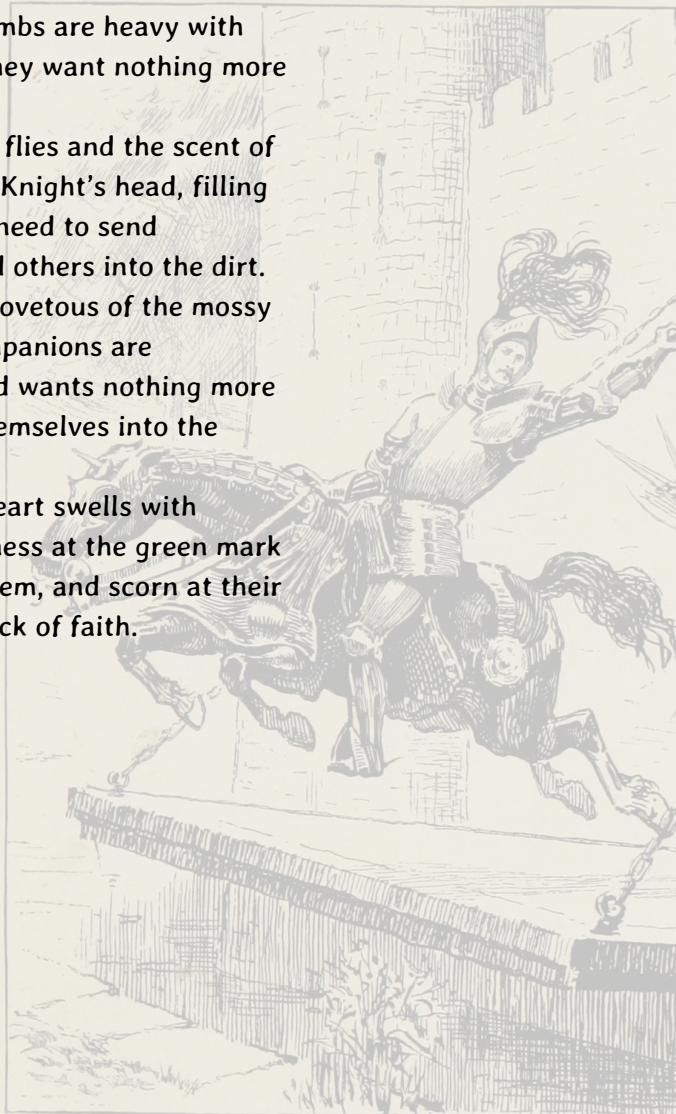 mbs are heavy with
hey want nothing more
flies and the scent of
Knight’s head, filling
need to send
d others into the dirt.
ovetous of the mossy
panions are
d wants nothing more
emselves into the
eart swells with
ness at the green mark
em, and scorn at their
ck of faith.